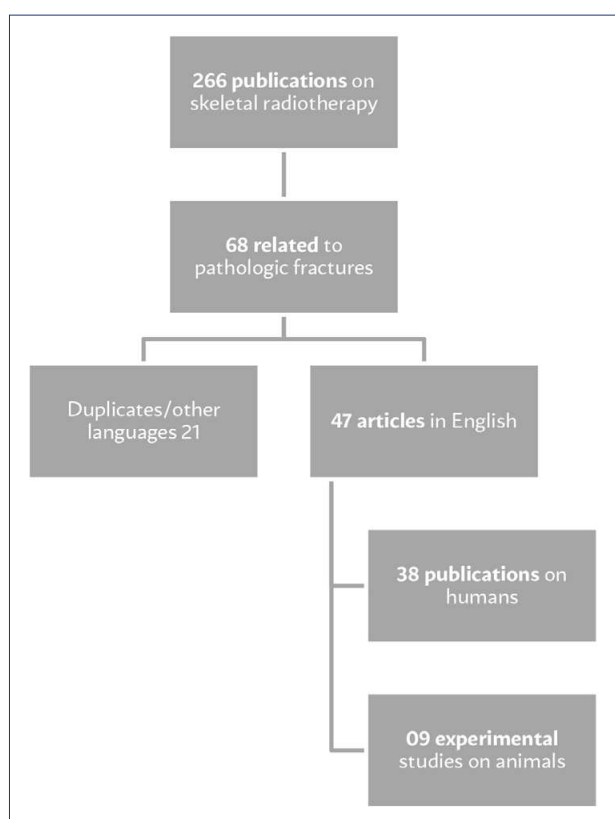 266 publications on
skeletal radiotherapy
68 related to
pathologic fractures
Duplicates/other
languages 21
47 articles in English
38 publications on
humans
09 experimental
studies on animals